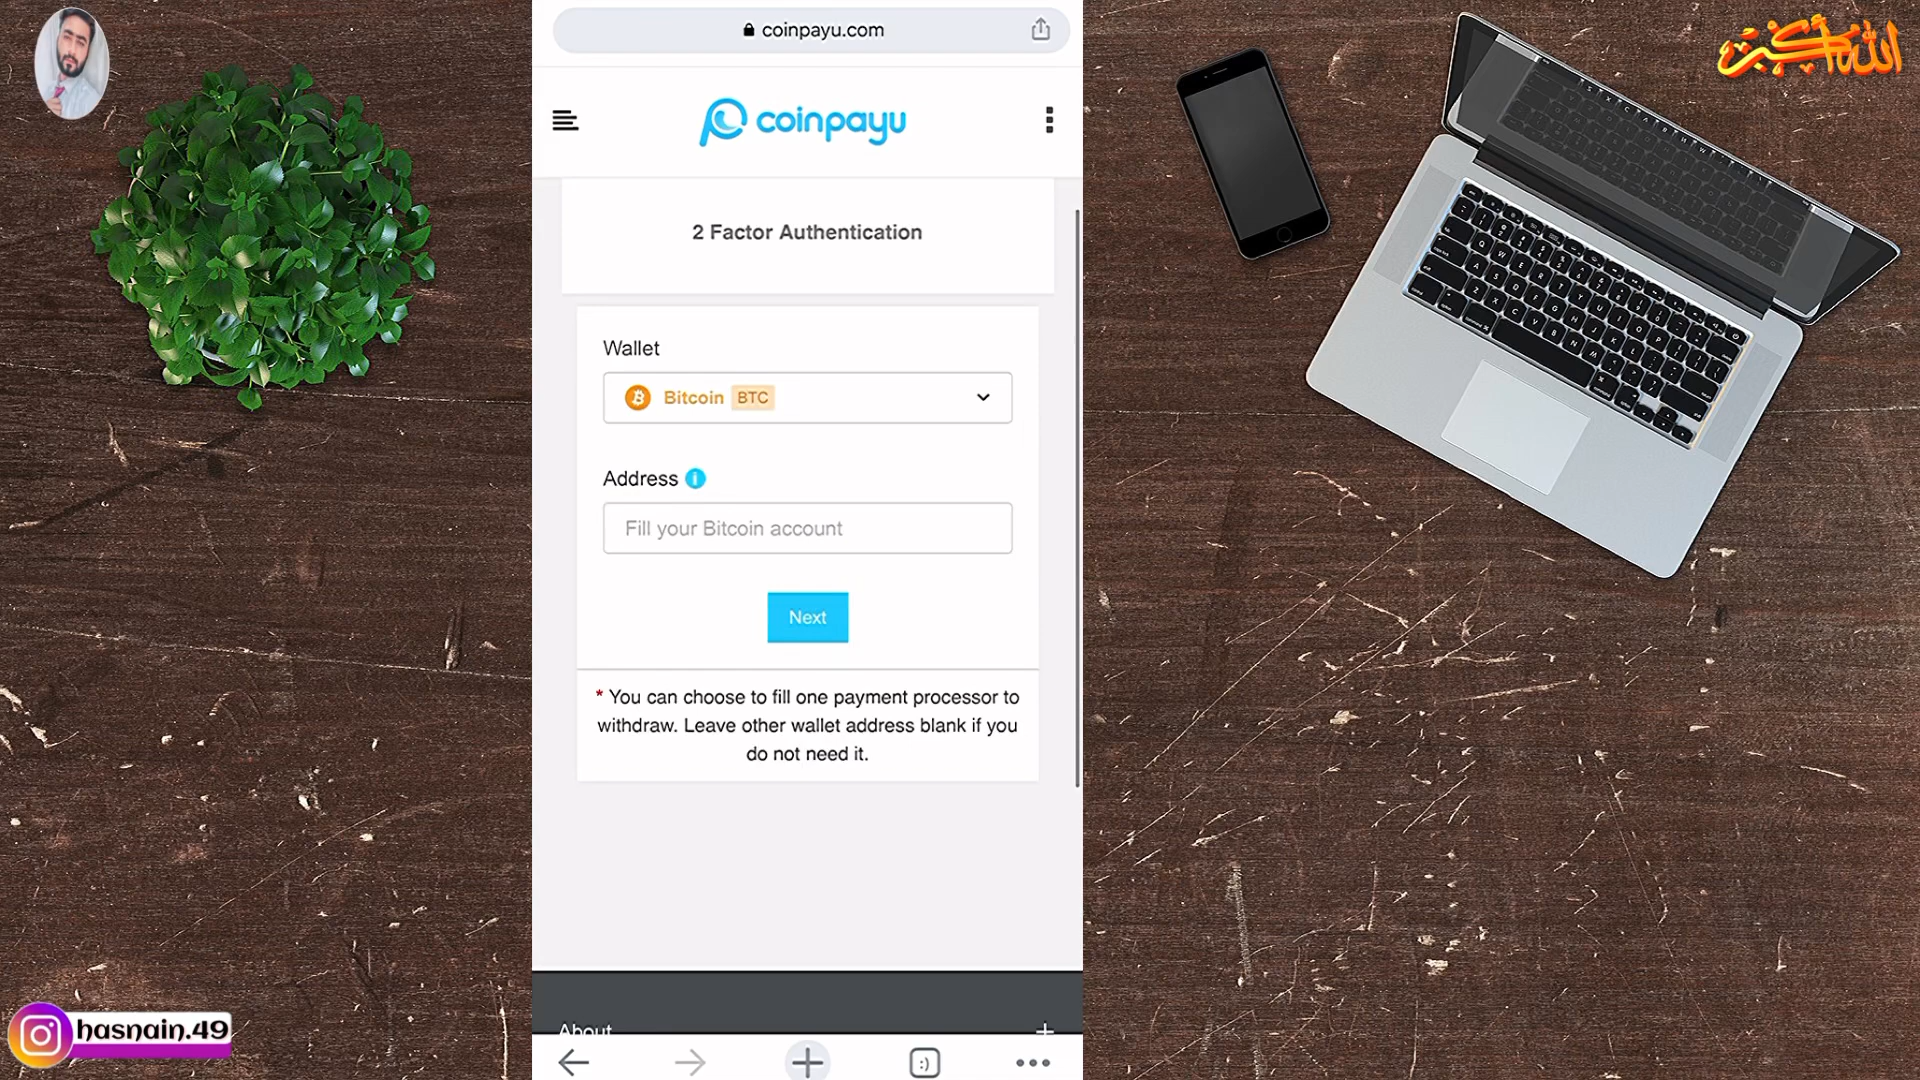 coinpayu.com
الله أكبر
coinpayu
2 Factor Authentication
Wallet
Bitcoin BTC
Address i
Fill your Bitcoin account
Next
* You can choose to fill one payment processor to
withdraw. Leave other wallet address blank if you
do not need it.
About
hasnain.49
:)